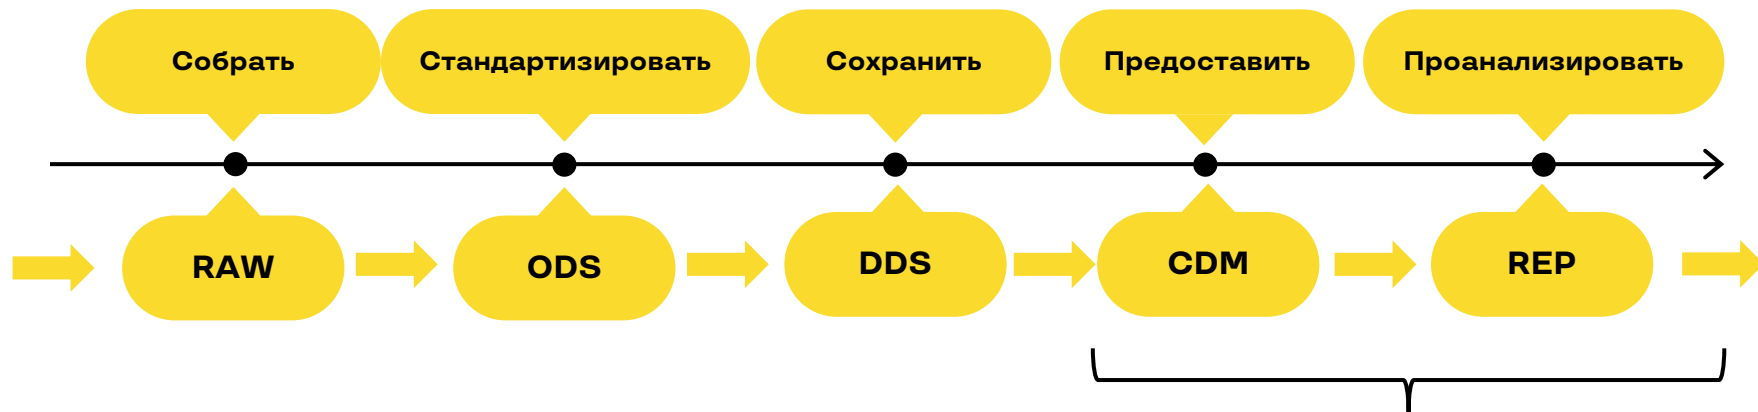 Собрать
Стандартизировать
Сохранить
Предоставить
Проанализировать
RAW
ODS
DDS
CDM
REP